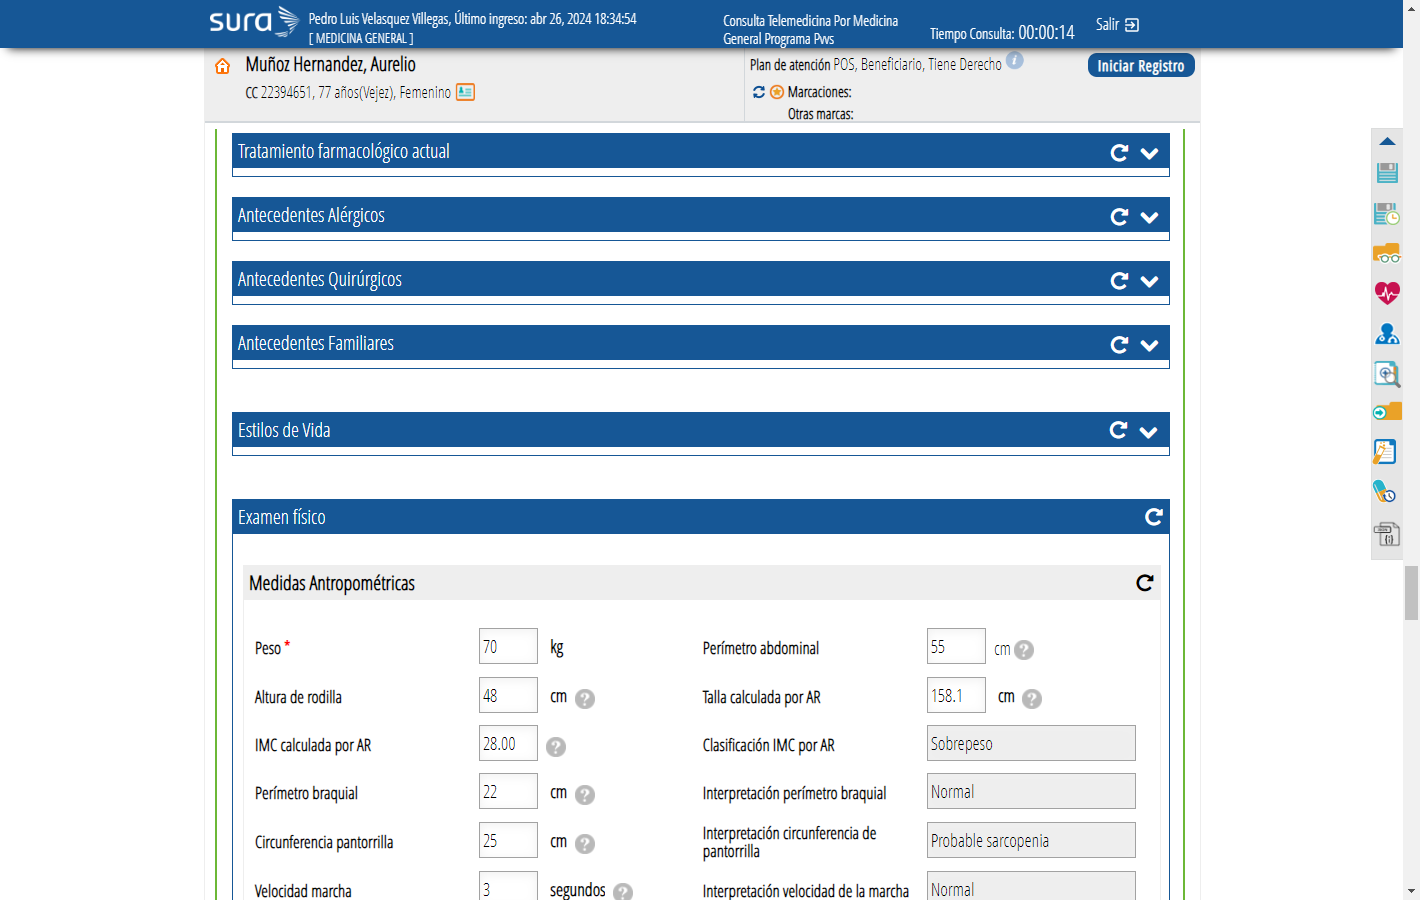 sura
Pedro Luis Velasquez Villegas, Último ingreso: abr 26, 2024 18:34:54
[ MEDICINA GENERAL ]
Consulta Telemedicina Por Medicina
General Programa Pvvs
Tiempo Consulta: 00:00:14
Salir
Muñoz Hernandez, Aurelio
CC 22394651, 77 años(Vejez), Femenino
Plan de atención POS, Beneficiario, Tiene Derecho
Marcaciones:
Otras marcas:
Iniciar Registro
Tratamiento farmacológico actual
Antecedentes Alérgicos
Antecedentes Quirúrgicos
Antecedentes Familiares
Estilos de Vida
Examen físico
Medidas Antropométricas
Peso * 70 kg
Perímetro abdominal 55 cm ?
Altura de rodilla 48 cm ?
Talla calculada por AR 158.1 cm ?
IMC calculada por AR 28.00 ?
Clasificación IMC por AR Sobrepeso
Perímetro braquial 22 cm ?
Interpretación perímetro braquial Normal
Circunferencia pantorrilla 25 cm ?
Interpretación circunferencia de
pantorrilla
Probable sarcopenia
Velocidad marcha 3 segundos ?
Interpretación velocidad de la marcha Normal